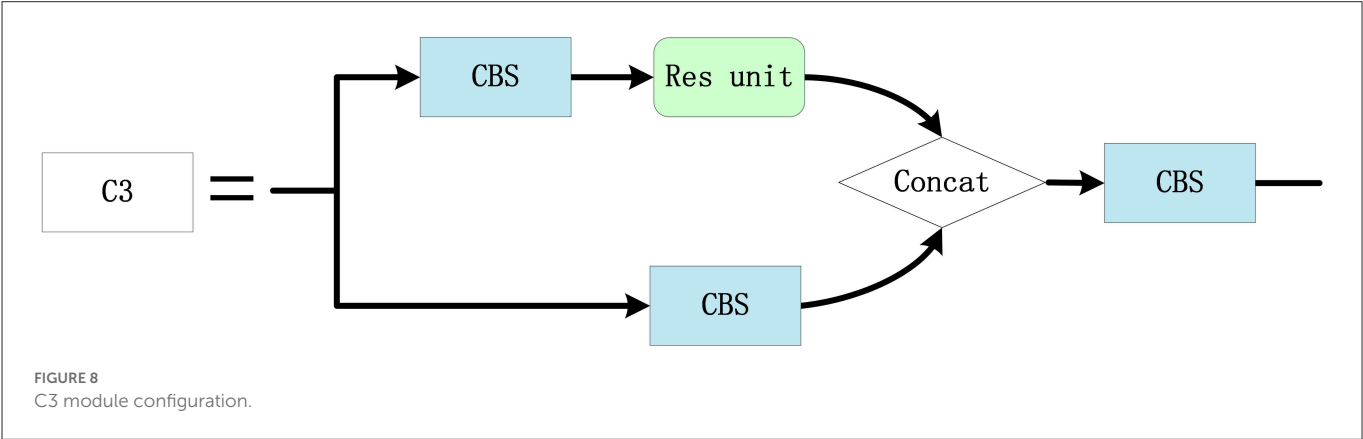 CBS
Res unit
C3
Concat
CBS
CBS
FIGURE 8
C3 module configuration.